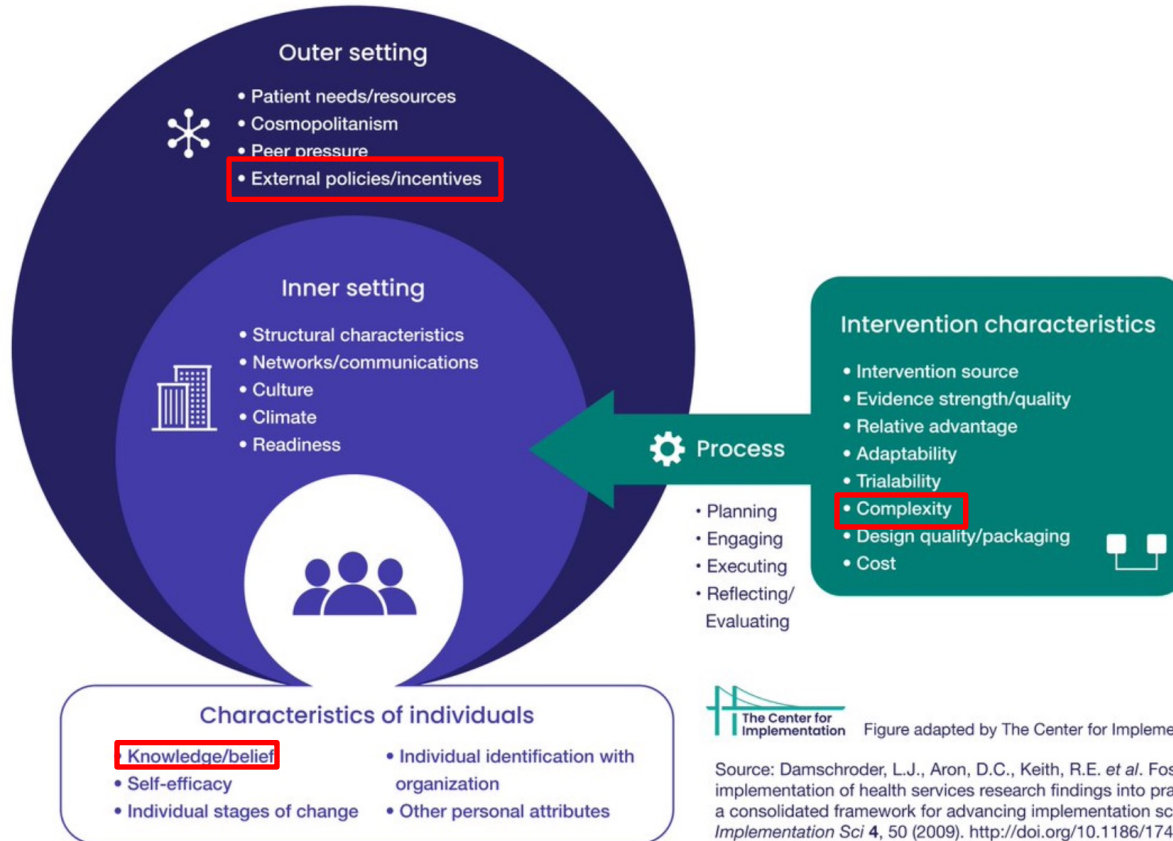 Outer setting
• Patient needs/resources
• Cosmopolitanism
• Peer pressure
• External policies/incentives
Inner setting
• Structural characteristics
• Networks/communications
• Culture
• Climate
• Readiness
Process
• Planning
• Engaging
• Executing
• Reflecting/
Evaluating
Intervention characteristics
• Intervention source
• Evidence strength/quality
• Relative advantage
• Adaptability
• Trialability
• Complexity
• Design quality/packaging
• Cost
Characteristics of individuals
• Knowledge/belief
• Self-efficacy
• Individual stages of change
• Individual identification with
organization
• Other personal attributes
The Center for
Implementation
Figure adapted by The Center for Impleme
Source: Damschroder, L.J., Aron, D.C., Keith, R.E. et al. Fos
implementation of health services research findings into pra
a consolidated framework for advancing implementation sc
Implementation Sci 4, 50 (2009). http://doi.org/10.1186/174